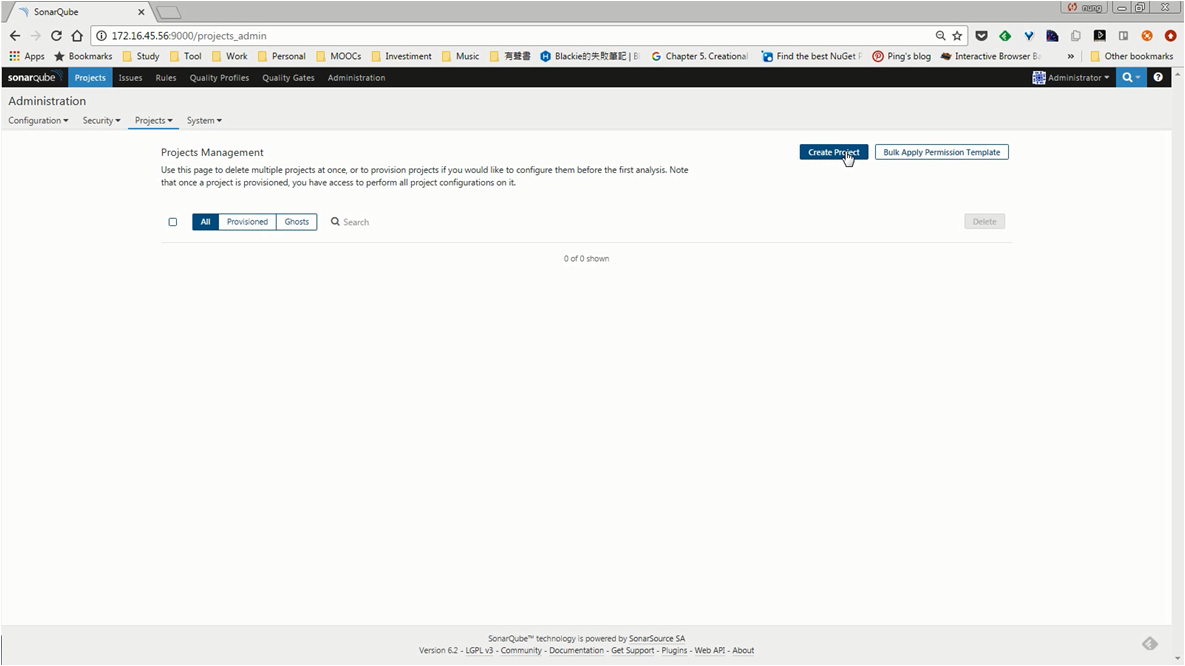 SonarQube
nung
172.16.45.56:9000/projects_admin
Apps Bookmarks Study Tool Work Personal MOOCs Investiment Music 有聲書 Blackie的失敗筆記 | Bl Chapter 5. Creational Find the best NuGet P Ping's blog Interactive Browser Ba » Other bookmarks
sonarqube Projects Issues Rules Quality Profiles Quality Gates Administration Administrator
Administration
Configuration Security Projects System
Projects Management Create Project Bulk Apply Permission Template
Use this page to delete multiple projects at once, or to provision projects if you would like to configure them before the first analysis. Note
that once a project is provisioned, you have access to perform all project configurations on it.
All Provisioned Ghosts Search Delete
0 of 0 shown
SonarQube™ technology is powered by SonarSource SA
Version 6.2 - LGPL v3 - Community - Documentation - Get Support - Plugins - Web API - About